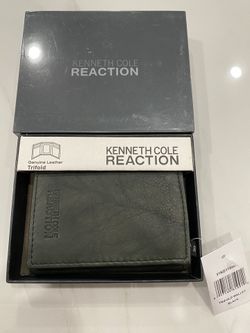 KENNETH COLE
REACTION
Genuine Leather
Trifold
KENNETH COLE
REACTION
KENNETH COLE
REACTION